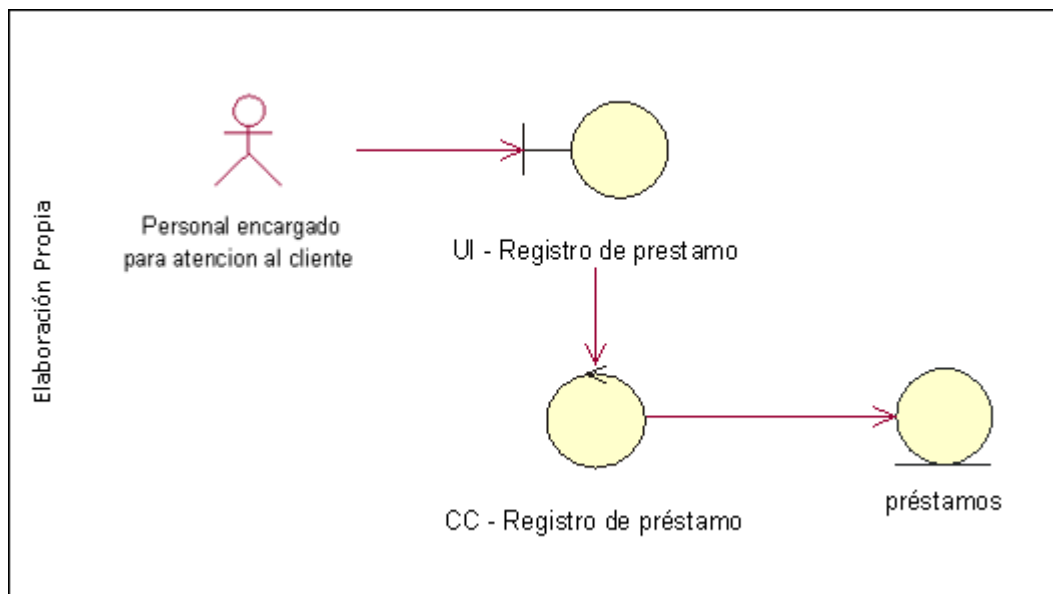 Elaboración Propia
Personal encargado
para atencion al cliente
UI - Registro de prestamo
CC - Registro de préstamo
préstamos